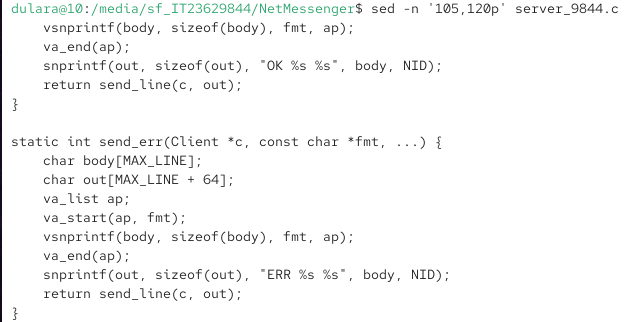 dulara@10:/media/sf_IT23629844/NetMessenger$ sed -n '105,120p' server_9844.c
    vsnprintf(body, sizeof(body), fmt, ap);
    va_end(ap);
    snprintf(out, sizeof(out), "OK %s %s", body, NID);
    return send_line(c, out);
}

static int send_err(Client *c, const char *fmt, ...) {
    char body[MAX_LINE];
    char out[MAX_LINE + 64];
    va_list ap;
    va_start(ap, fmt);
    vsnprintf(body, sizeof(body), fmt, ap);
    va_end(ap);
    snprintf(out, sizeof(out), "ERR %s %s", body, NID);
    return send_line(c, out);
}